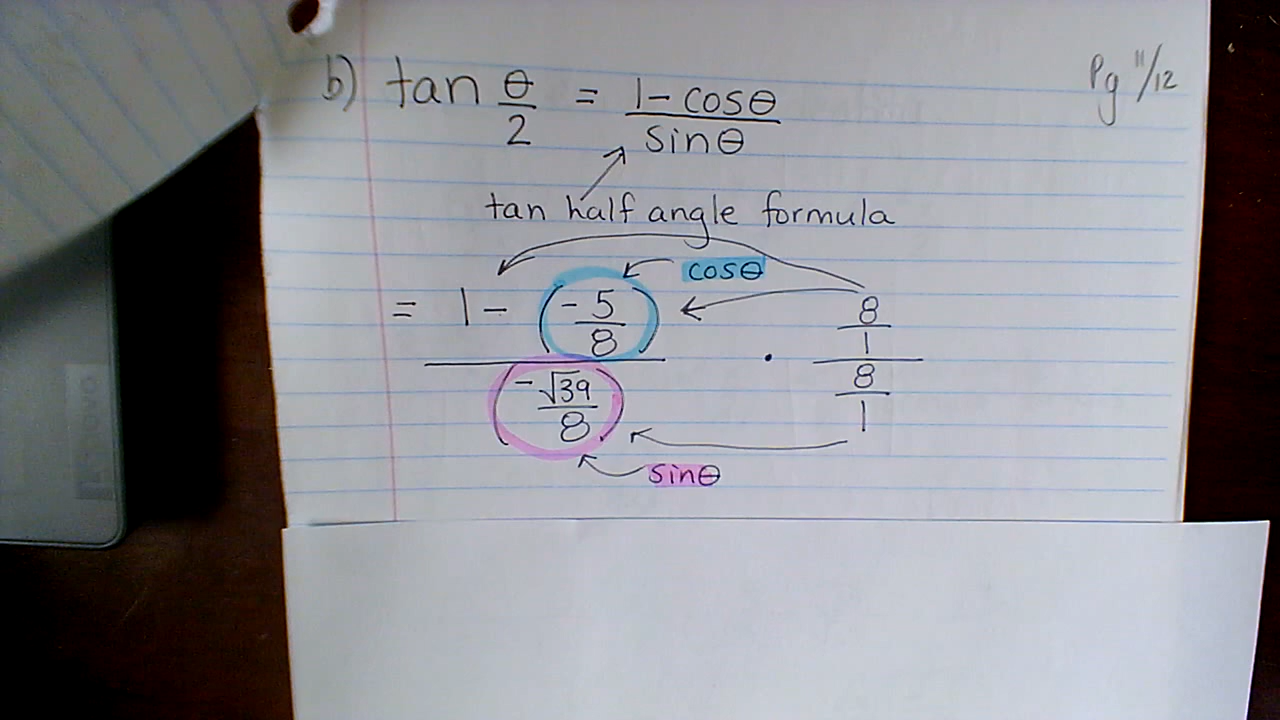 b) tan θ/2 = (1 - cosθ)/sinθ
Pg 11/12
tan half angle formula
cosθ
= (1 - (-5/8))/(-√39/8) · (8/1)/(8/1)
sinθ
lenovo